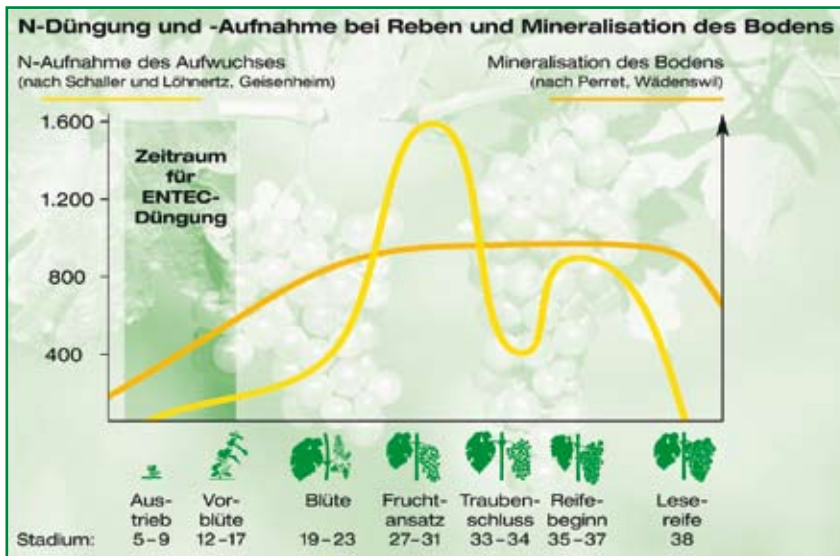 N-Düngung und -Aufnahme bei Reben und Mineralisation des Bodens
N-Aufnahme des Aufwuchses
(nach Schaller und Löhnertz, Geisenheim)
Mineralisation des Bodens
(nach Perret, Wädenswil)
1.600
1.200
800
400
Zeitraum
für
ENTEC-
Düngung
Aus-
trieb
5–9
Vor-
blüte
12–17
Blüte
19–23
Frucht-
ansatz
27–31
Trauben-
schluss
33–34
Reife-
beginn
35–37
Lese-
reife
38
Stadium: